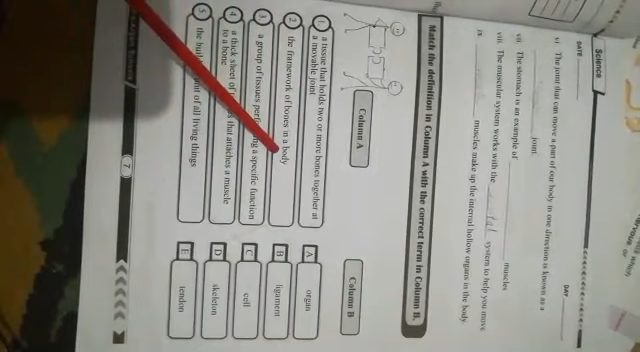 Science
DATE
DAY
vi The joint that can move a part of our body in one direction is known as a
joint.
vii The stomach is an example of muscles
viii The muscular system works with the skeletal system to help you move
ix muscles make up the internal hollow organs in the body.
Match the definition in Column A with the correct term in Column B.
Column A
Column B
1 a tissue that holds two or more bones together at
a movable joint
A organ
2 the framework of bones in a body
B ligament
3 a group of tissues a specific function
C cell
4 a thick sheet of that attaches a muscle
to a bone
D skeleton
5 the of all living things
E tendon
7